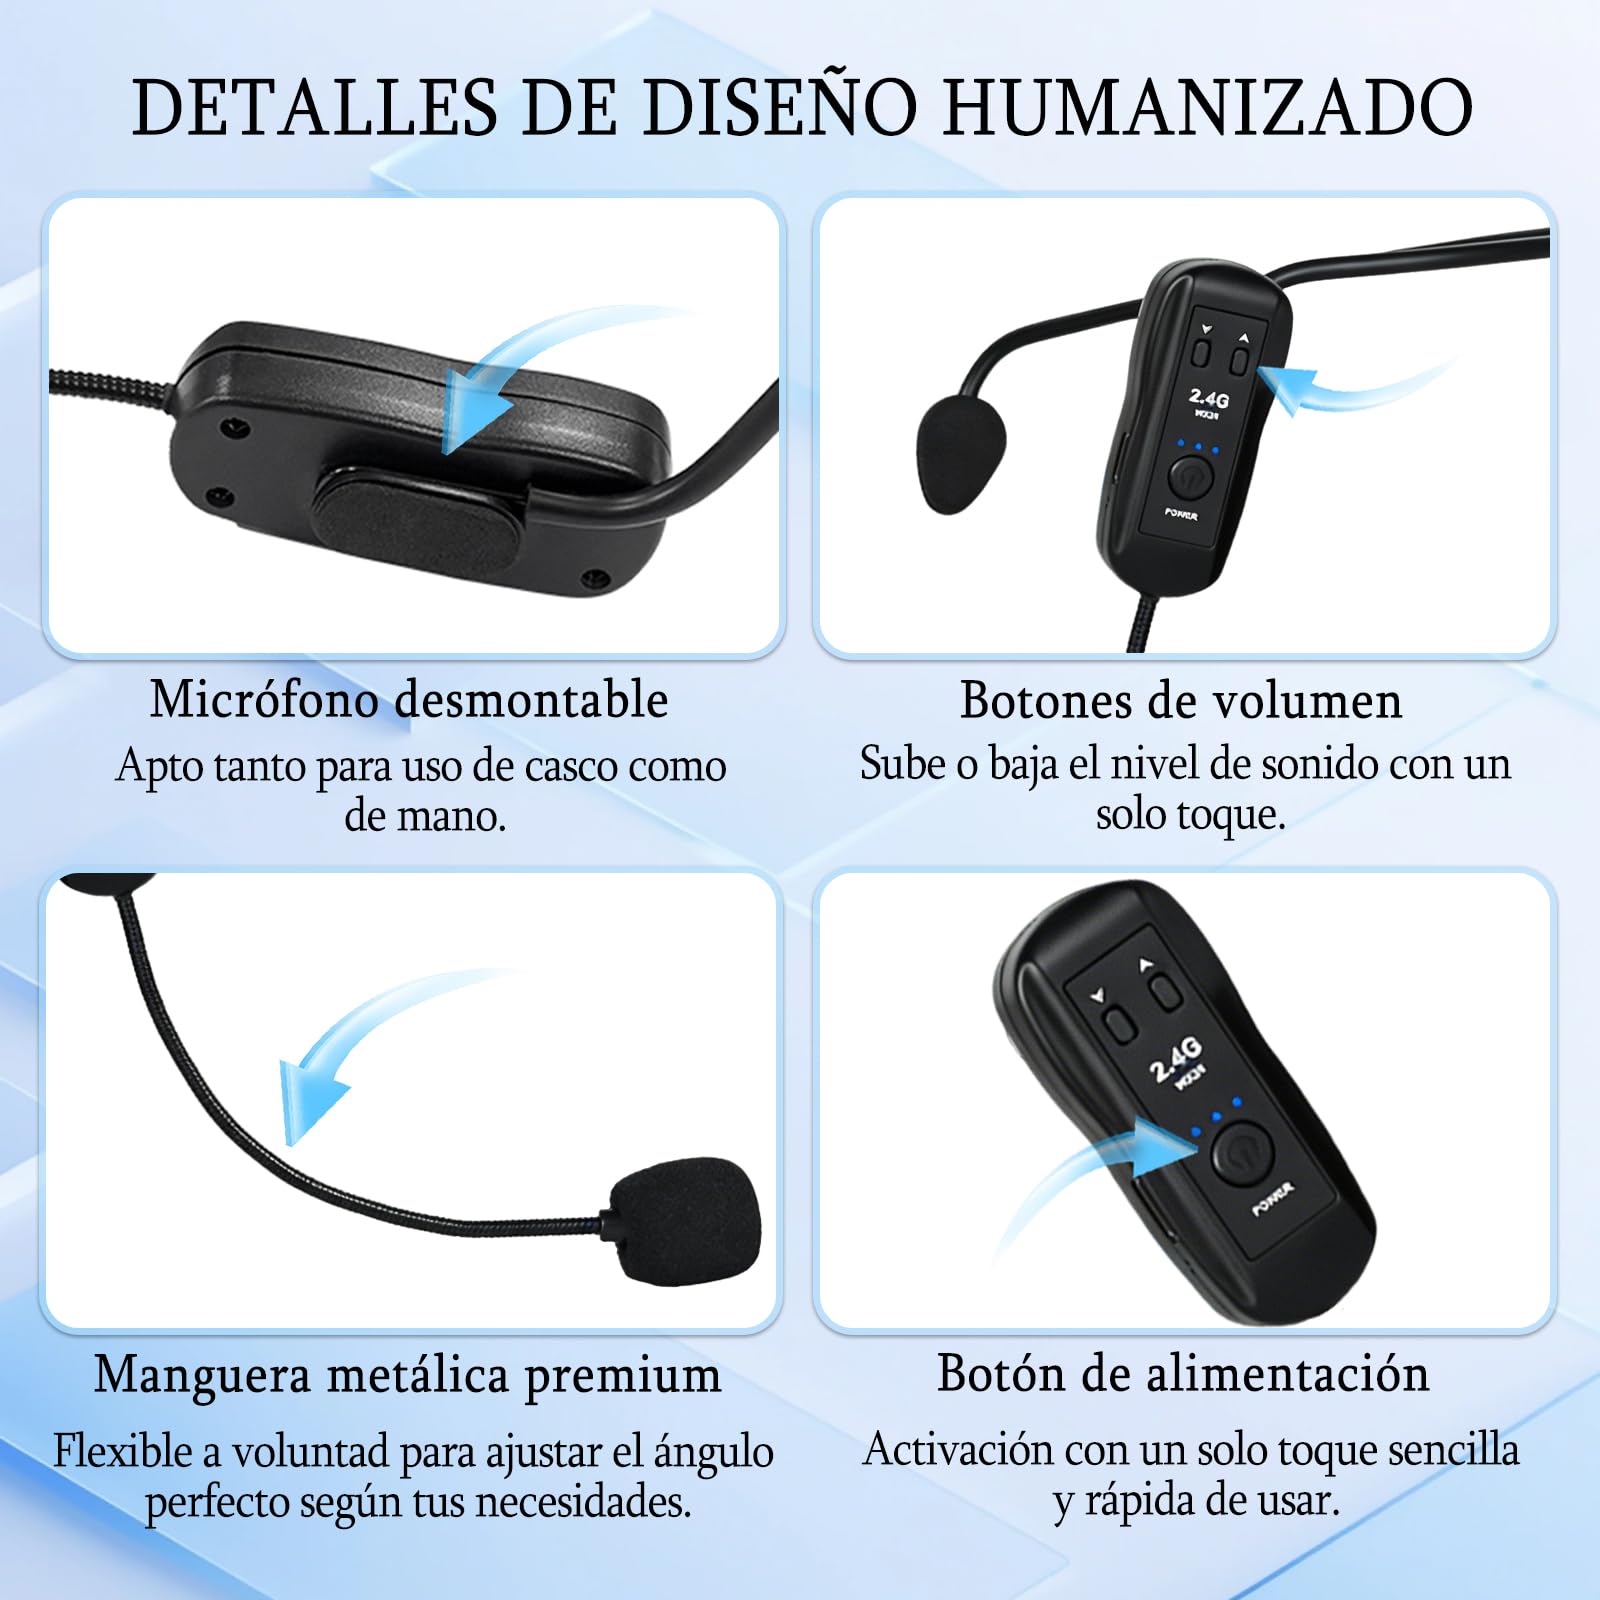 DETALLES DE DISEÑO HUMANIZADO
2.4G
Micrófono desmontable
Apto tanto para uso de casco como
de mano.
Botones de volumen
Sube o baja el nivel de sonido con un
solo toque.
2.4G
Manguera metálica premium
Flexible a voluntad para ajustar el ángulo
perfecto según tus necesidades.
Botón de alimentación
Activación con un solo toque sencilla
y rápida de usar.